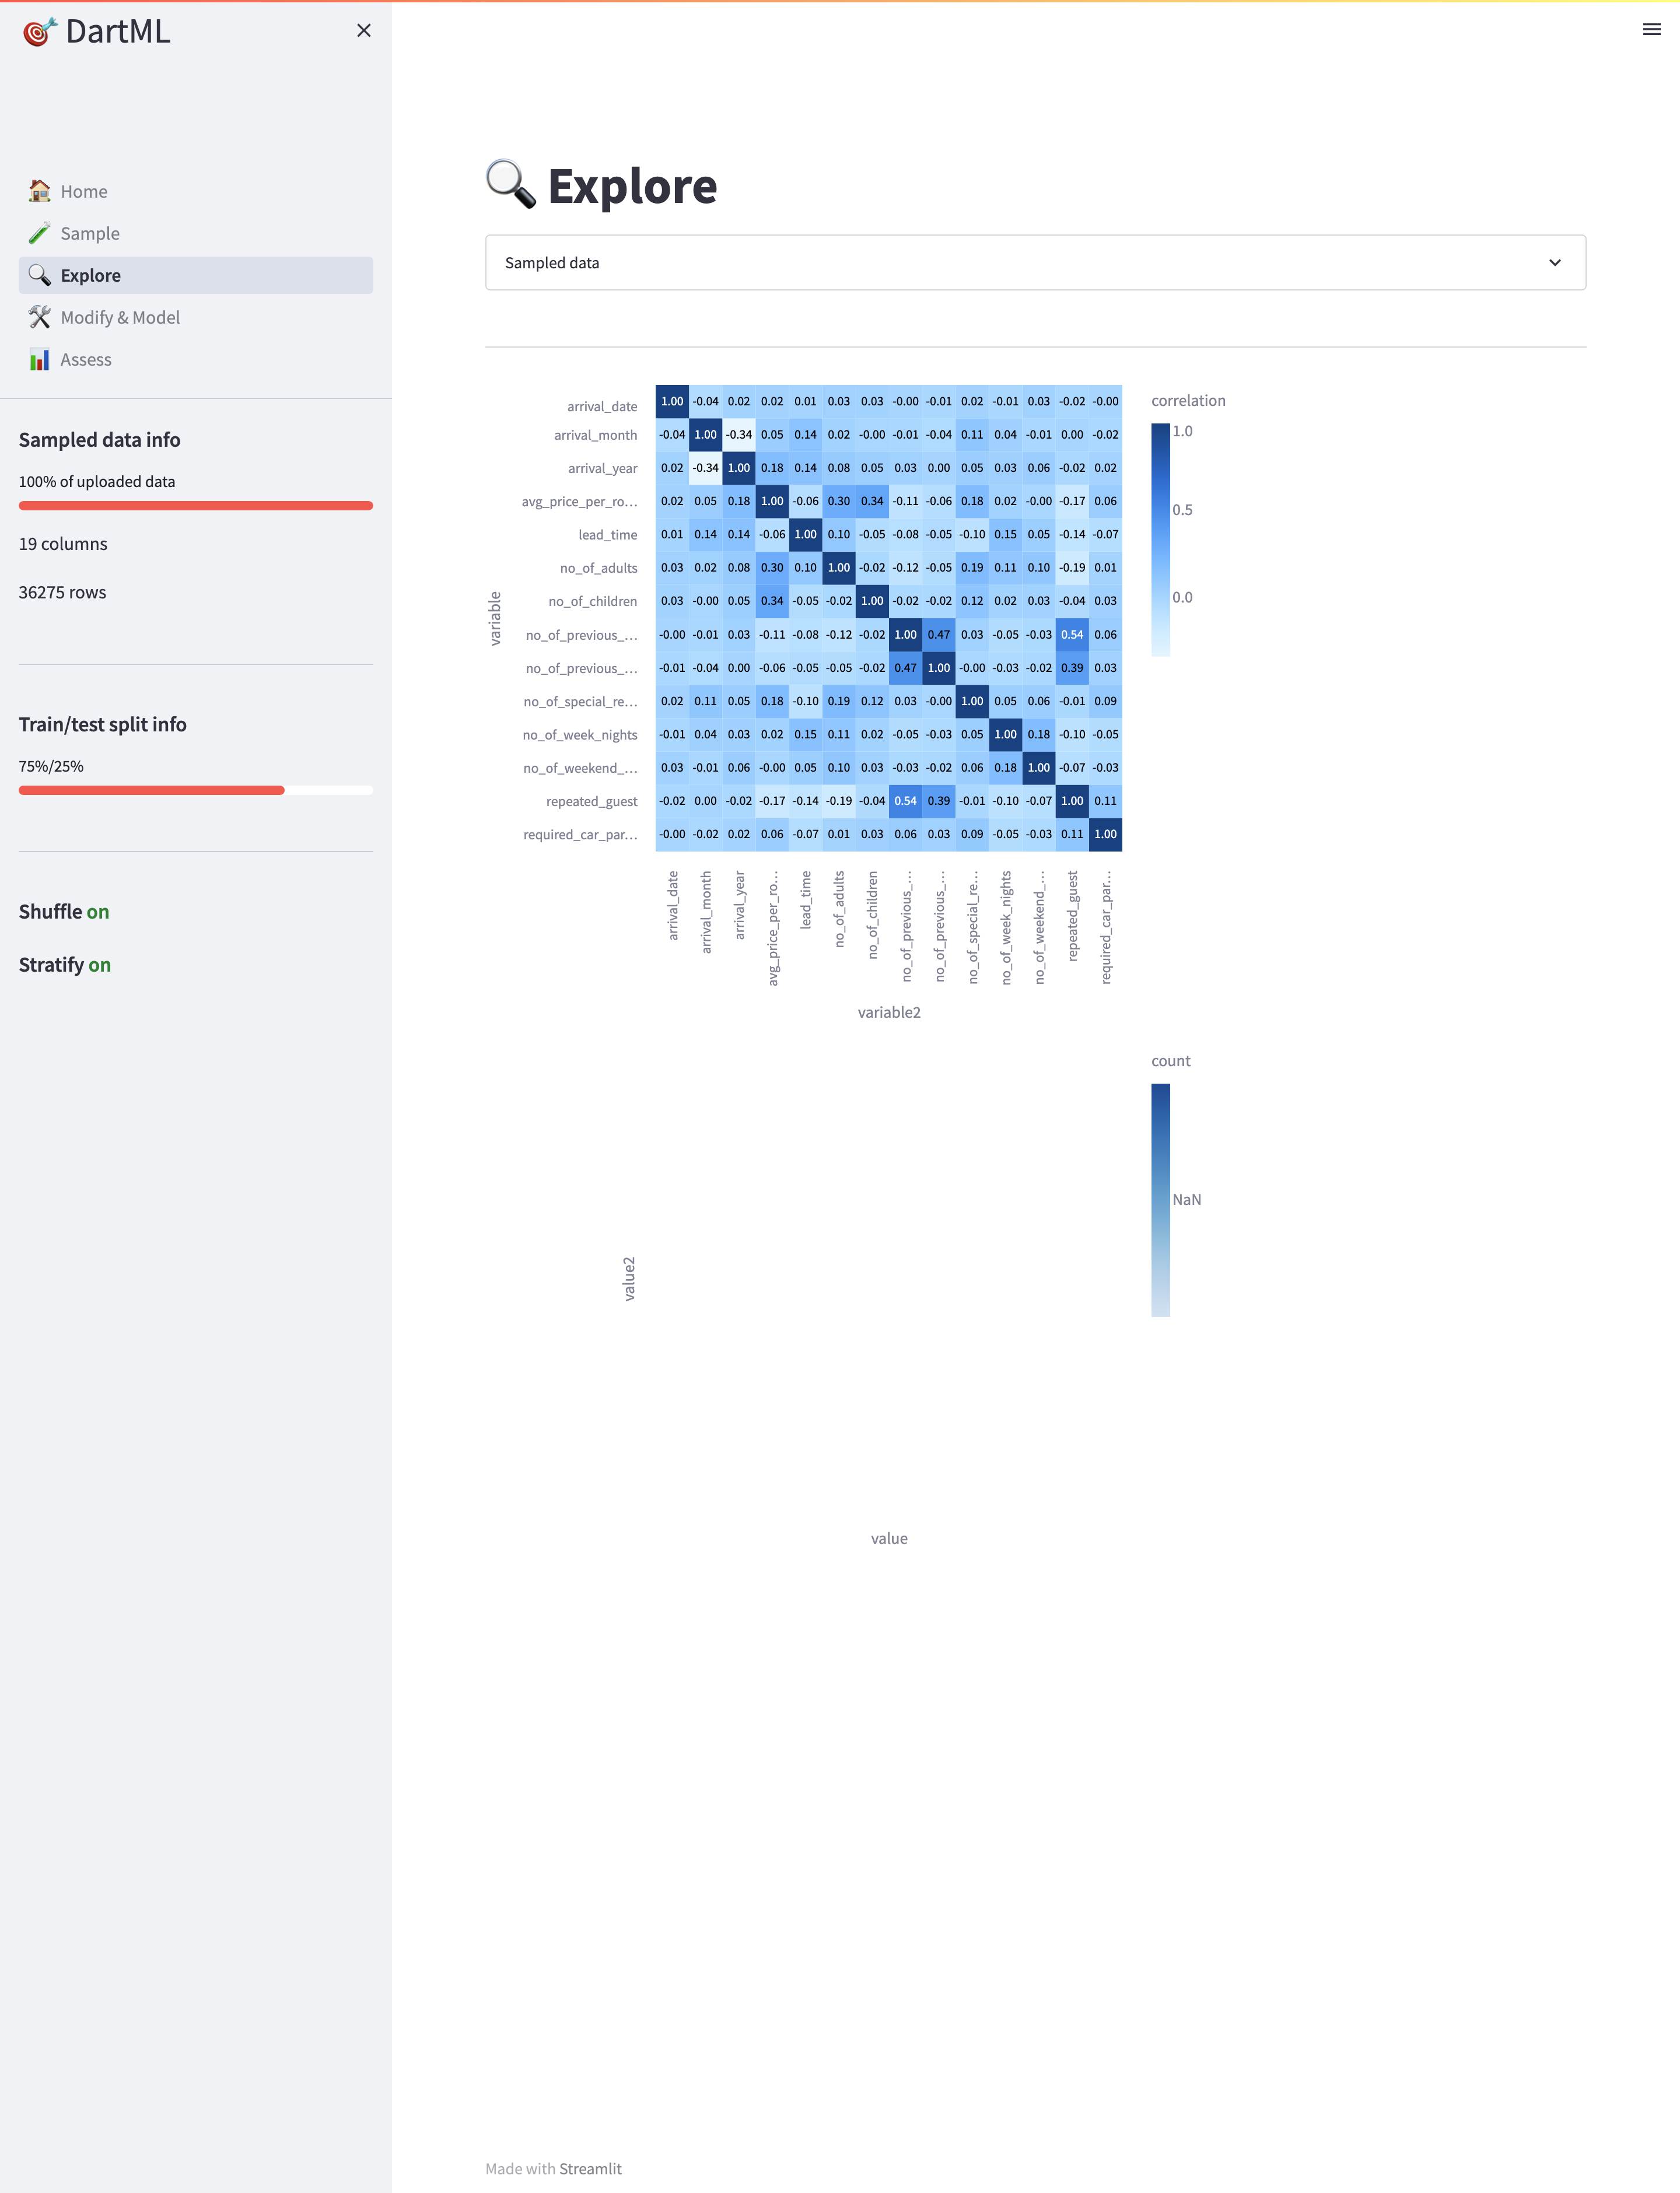 DartML
Home
Sample
Explore
Modify & Model
Assess
Sampled data info
100% of uploaded data
19 columns
36275 rows
Train/test split info
75%/25%
Shuffle on
Stratify on
Explore
Sampled data
arrival_date 1.00 -0.04 0.02 0.02 0.01 0.03 0.03 -0.00 -0.01 0.02 -0.01 0.03 -0.02 -0.00
arrival_month -0.04 1.00 -0.34 0.05 0.14 0.02 -0.00 -0.01 -0.04 0.11 0.04 -0.01 0.00 -0.02
arrival_year 0.02 -0.34 1.00 0.18 0.14 0.08 0.05 0.03 0.00 0.05 0.03 0.06 -0.02 0.02
avg_price_per_ro… 0.02 0.05 0.18 1.00 -0.06 0.30 0.34 -0.11 -0.06 0.18 0.02 -0.00 -0.17 0.06
lead_time 0.01 0.14 0.14 -0.06 1.00 0.10 -0.05 -0.08 -0.05 -0.10 0.15 0.05 -0.14 -0.07
no_of_adults 0.03 0.02 0.08 0.30 0.10 1.00 -0.02 -0.12 -0.05 0.19 0.11 0.10 -0.19 0.01
no_of_children 0.03 -0.00 0.05 0.34 -0.05 -0.02 1.00 -0.02 -0.02 0.12 0.02 0.03 -0.04 0.03
no_of_previous_… -0.00 -0.01 0.03 -0.11 -0.08 -0.12 -0.02 1.00 0.47 0.03 -0.05 -0.03 0.54 0.06
no_of_previous_… -0.01 -0.04 0.00 -0.06 -0.05 -0.05 -0.02 0.47 1.00 -0.00 -0.03 -0.02 0.39 0.03
no_of_special_re… 0.02 0.11 0.05 0.18 -0.10 0.19 0.12 0.03 -0.00 1.00 0.05 0.06 -0.01 0.09
no_of_week_nights -0.01 0.04 0.03 0.02 0.15 0.11 0.02 -0.05 -0.03 0.05 1.00 0.18 -0.10 -0.05
no_of_weekend_… 0.03 -0.01 0.06 -0.00 0.05 0.10 0.03 -0.03 -0.02 0.06 0.18 1.00 -0.07 -0.03
repeated_guest -0.02 0.00 -0.02 -0.17 -0.14 -0.19 -0.04 0.54 0.39 -0.01 -0.10 -0.07 1.00 0.11
required_car_par… -0.00 -0.02 0.02 0.06 -0.07 0.01 0.03 0.06 0.03 0.09 -0.05 -0.03 0.11 1.00
variable
arrival_date
arrival_month
arrival_year
avg_price_per_ro…
lead_time
no_of_adults
no_of_children
no_of_previous_…
no_of_previous_…
no_of_special_re…
no_of_week_nights
no_of_weekend_…
repeated_guest
required_car_par…
variable2
correlation
1.0
0.5
0.0
count
NaN
value2
value
Made with Streamlit